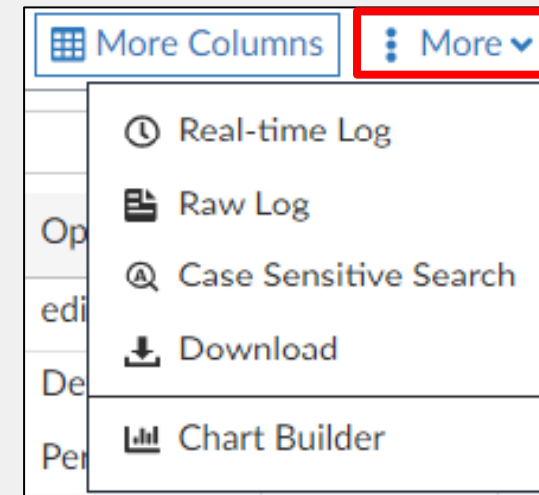 More Columns
More
Real-time Log
Raw Log
Op
Case Sensitive Search
edi
Download
De
Chart Builder
Per